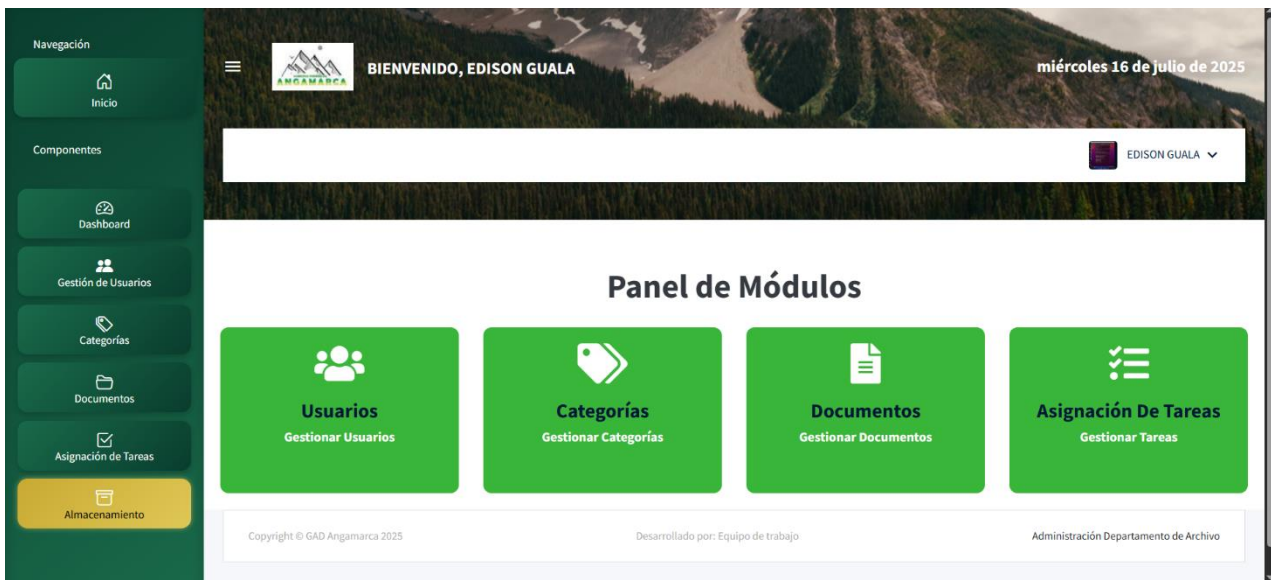 Navegación
Inicio
Componentes
Dashboard
Gestión de Usuarios
Categorías
Documentos
Asignación de Tareas
Almacenamiento
ANGAMARCA
BIENVENIDO, EDISON GUALA
miércoles 16 de julio de 2025
EDISON GUALA
Panel de Módulos
Usuarios
Gestionar Usuarios
Categorías
Gestionar Categorías
Documentos
Gestionar Documentos
Asignación De Tareas
Gestionar Tareas
Copyright © GAD Angamarca 2025
Desarrollado por: Equipo de trabajo
Administración Departamento de Archivo